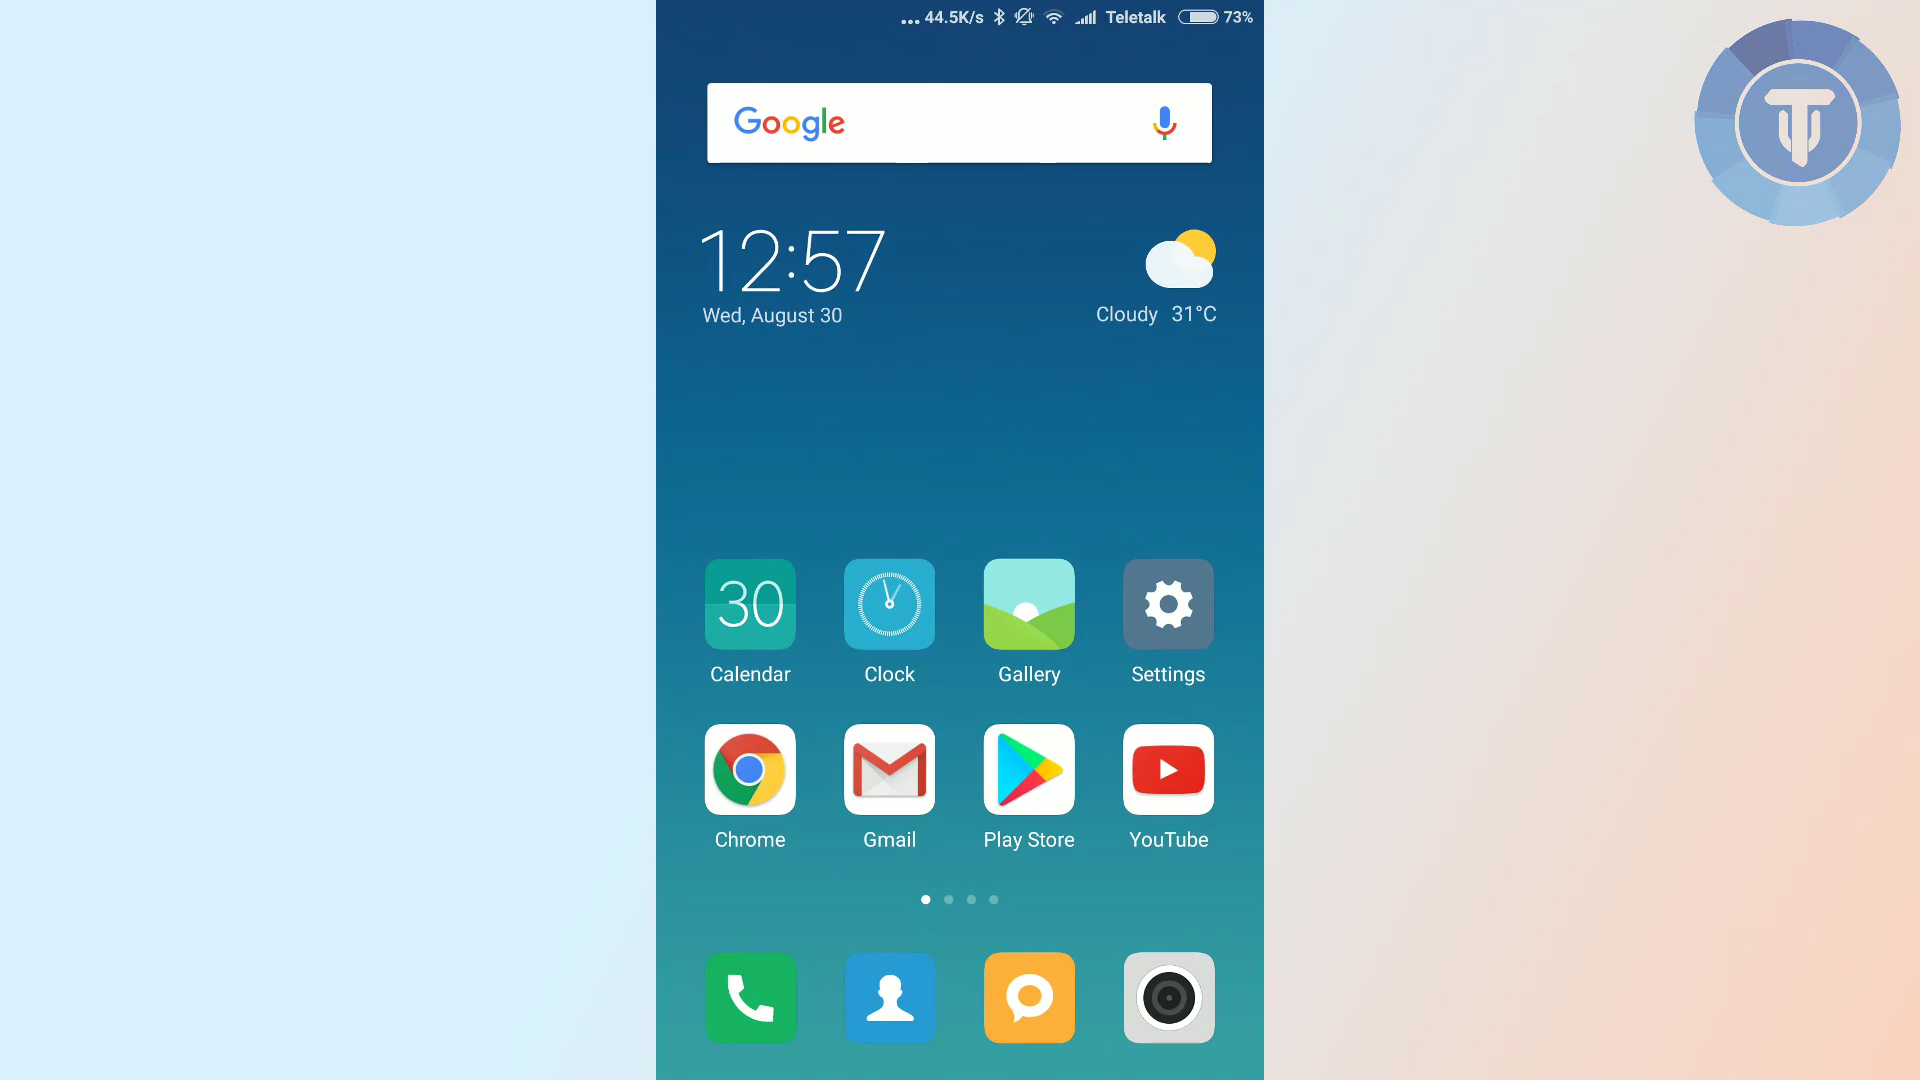 ... 44.5K/s Teletalk 73%
Google
12:57
Wed, August 30
Cloudy 31°C
30
Calendar Clock Gallery Settings
Chrome Gmail Play Store YouTube